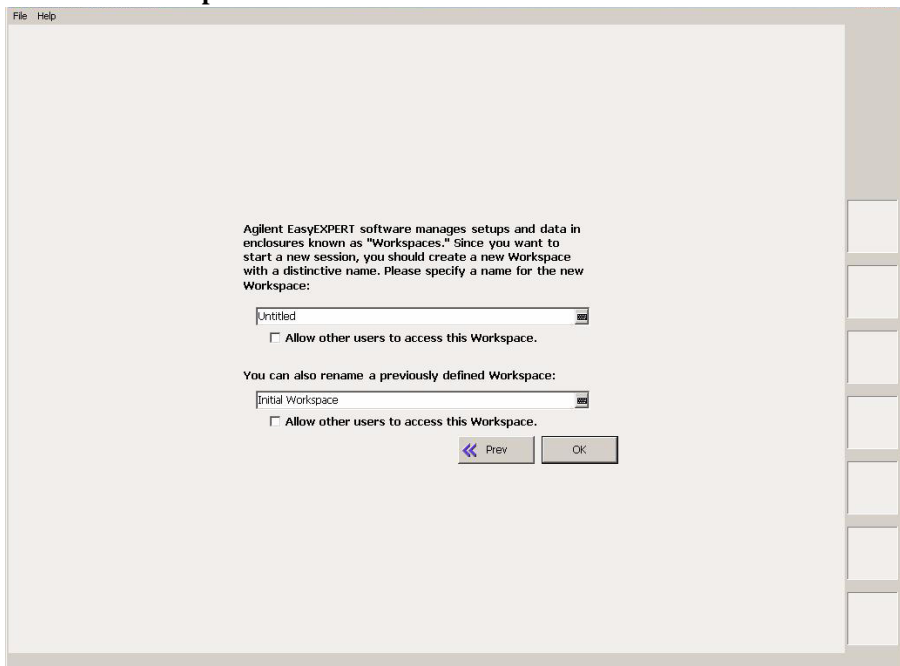 File Help
Agilent EasyEXPERT software manages setups and data in
enclosures known as "Workspaces." Since you want to
start a new session, you should create a new Workspace
with a distinctive name. Please specify a name for the new
Workspace:
Untitled
Allow other users to access this Workspace.
You can also rename a previously defined Workspace:
Initial Workspace
Allow other users to access this Workspace.
Prev OK